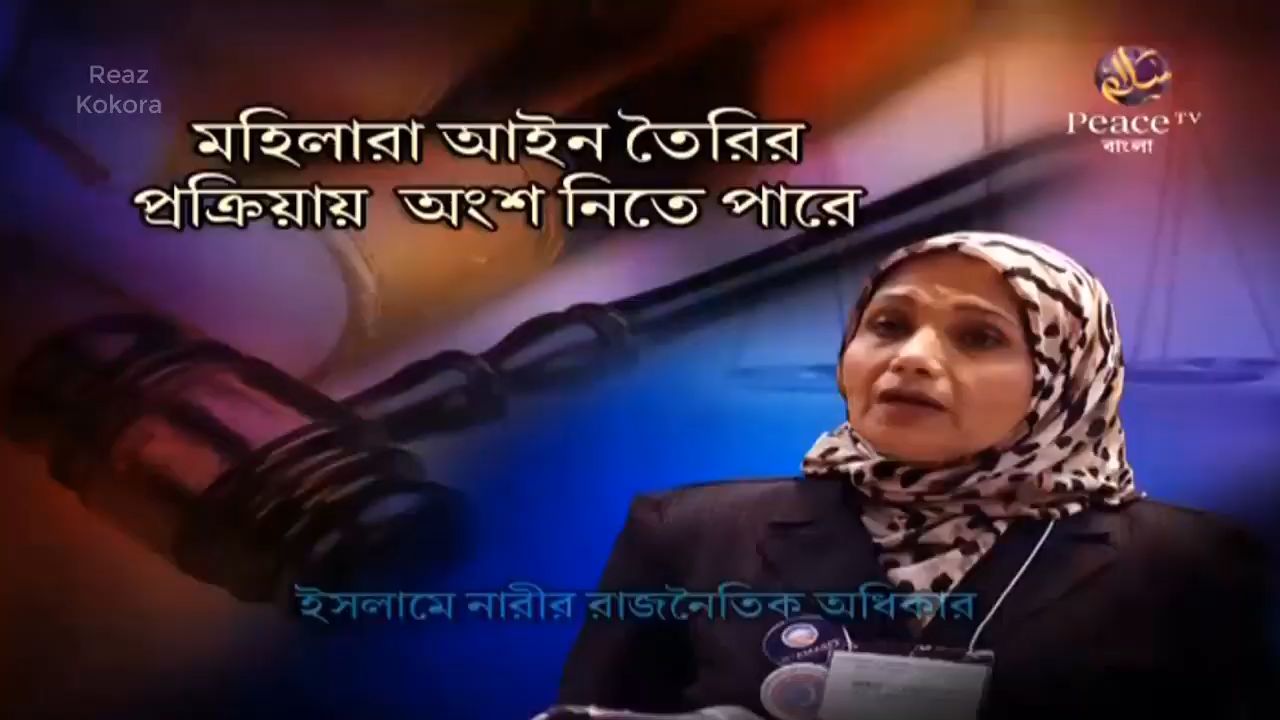 Reaz
Kokora
মহিলারা আইন তৈরির
প্রক্রিয়ায় অংশ নিতে পারে
Peace TV
বাংলা
ইসলামে নারীর রাজনৈতিক অধিকার